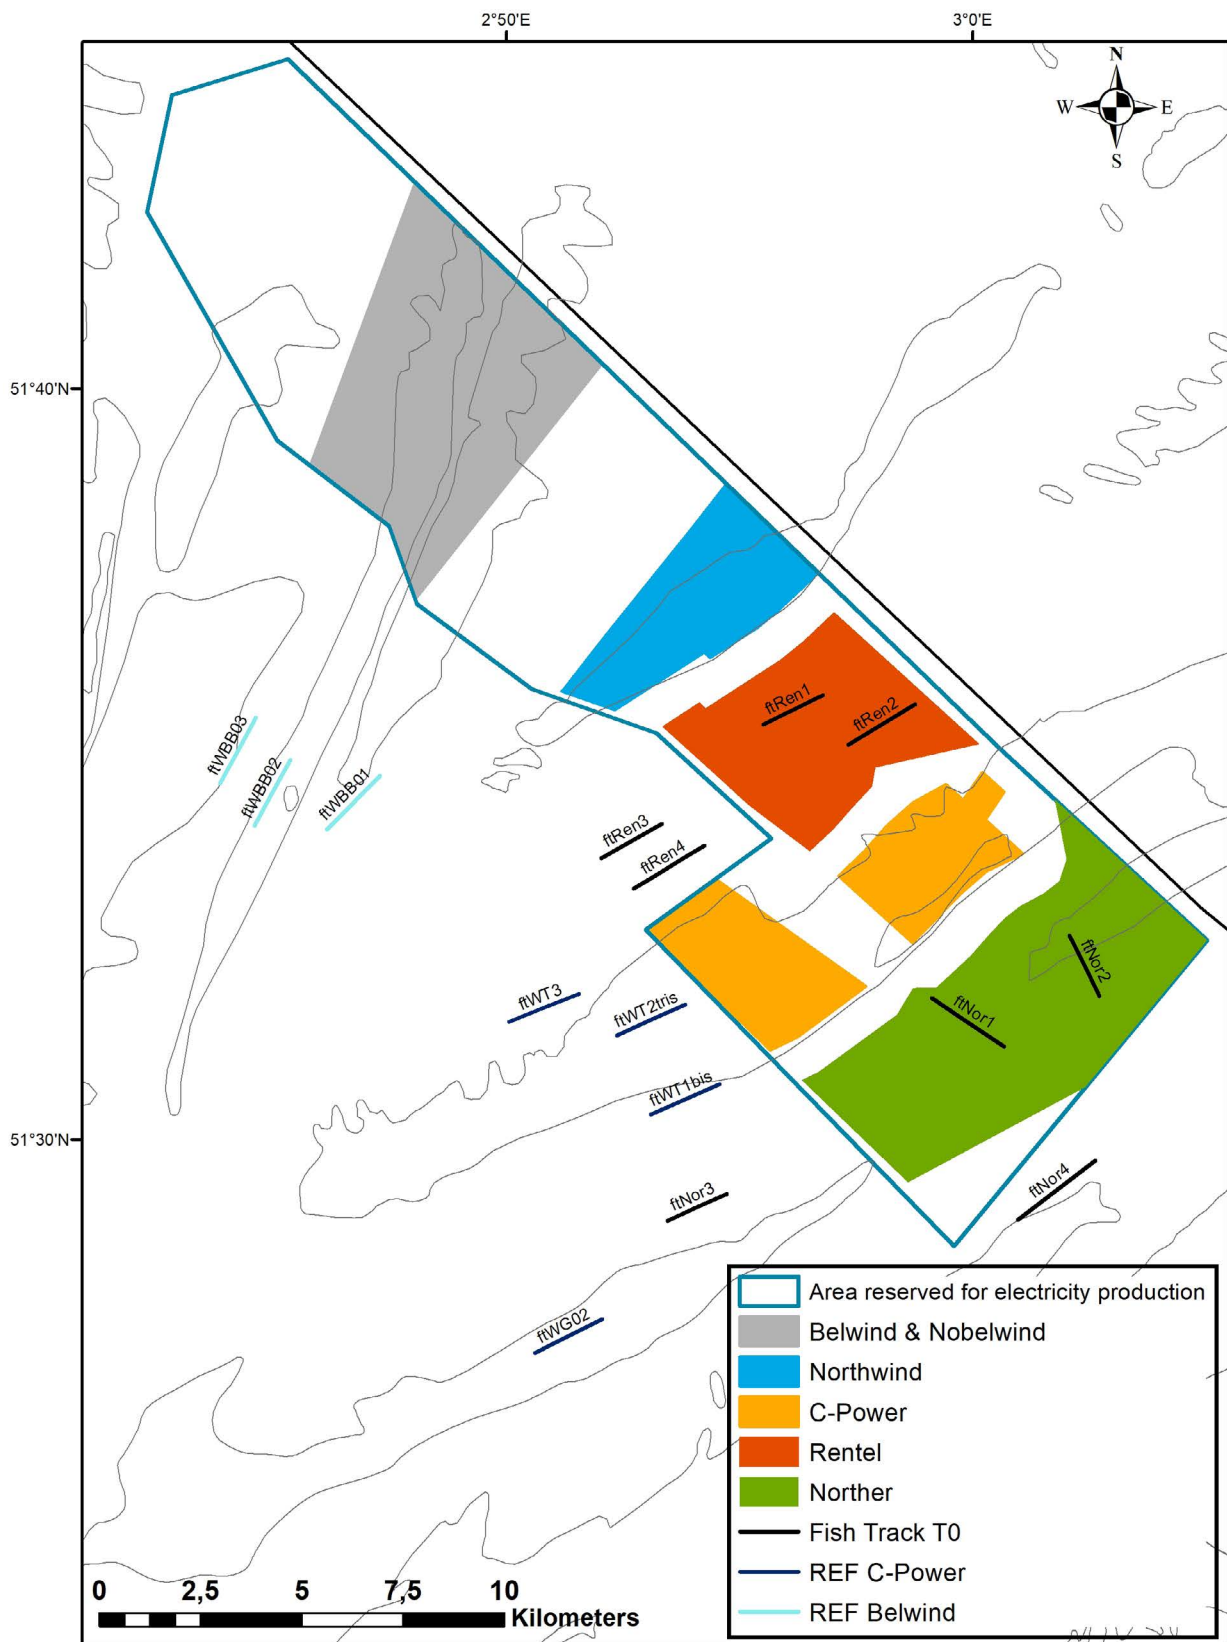 2°50'E
3°0'E
N
W
E
S
51°40'N
ftRen1
ftRen2
ftWBB03
ftWBB02
ftWBB01
ftRen3
ftRen4
ftNor2
ftWT3
ftWT2tris
ftNor1
ftWT1bis
51°30'N
ftNor3
ftNor4
ftWG02
Area reserved for electricity production
Belwind & Nobelwind
Northwind
C-Power
Rentel
Norther
Fish Track T0
REF C-Power
REF Belwind
0 2,5 5 7,5 10
Kilometers